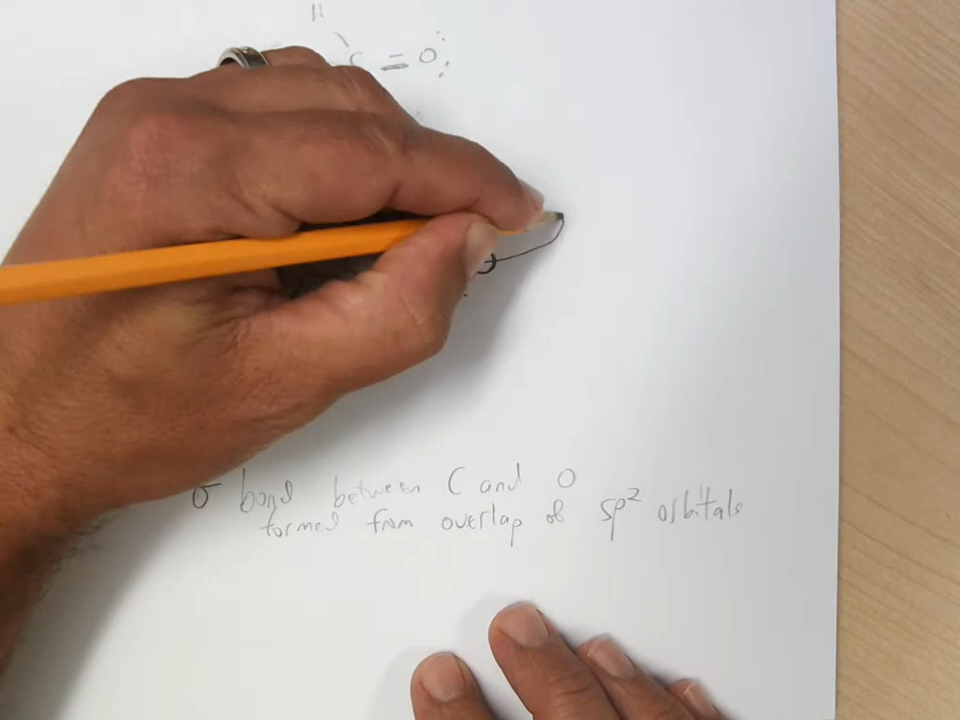 H
C = O
σ bond between C and O
formed from overlap of sp² orbitals